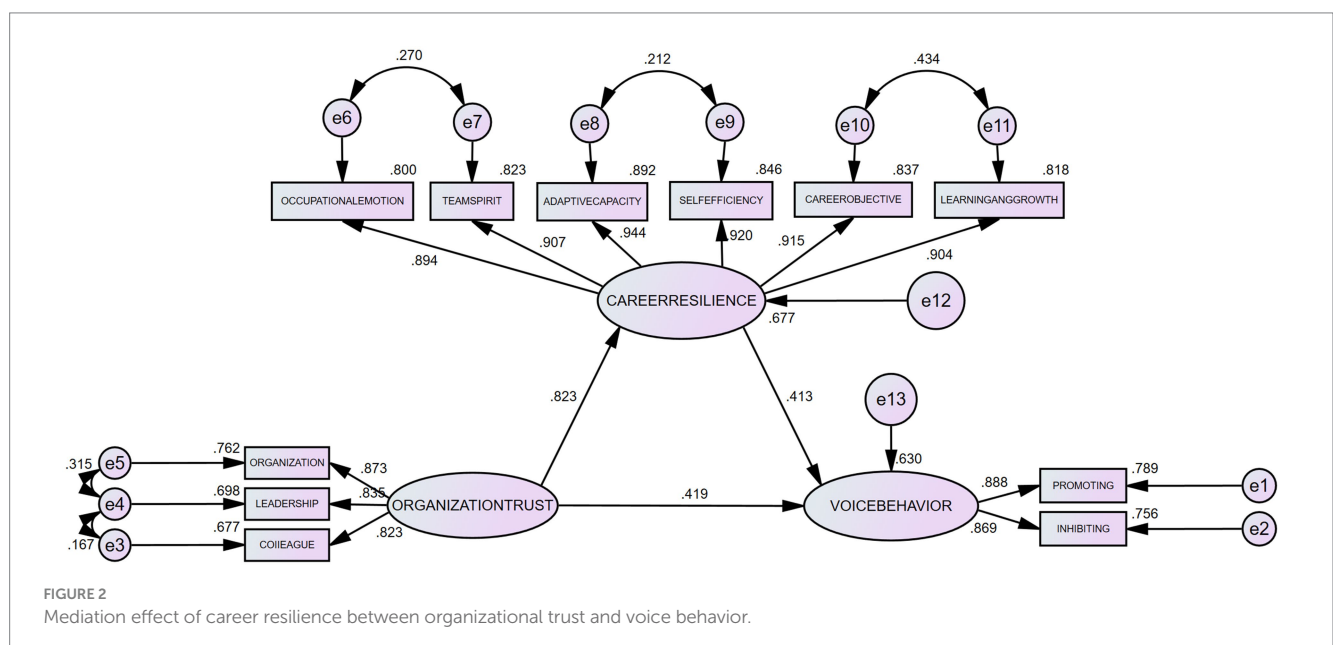 .270
.212
.434
e6
e7
e8
e9
e10
e11
.800
.823
.892
.846
.837
.818
OCCUPATIONALEMOTION
TEAMSPIRIT
ADAPTIVECAPACITY
SELFEFFICIENCY
CAREEROBJECTIVE
LEARNINGANGGROWTH
.894
.907
.944
.920
.915
.904
CAREERRESILIENCE
e12
.677
.823
.413
e13
.630
.315
e5
.762
ORGANIZATION
.873
e4
.698
LEADERSHIP
.835
ORGANIZATIONTRUST
.419
VOICEBEHAVIOR
.167
e3
.677
COlIEAGUE
.823
.888
.789
PROMOTING
e1
.869
.756
INHIBITING
e2
FIGURE 2
Mediation effect of career resilience between organizational trust and voice behavior.